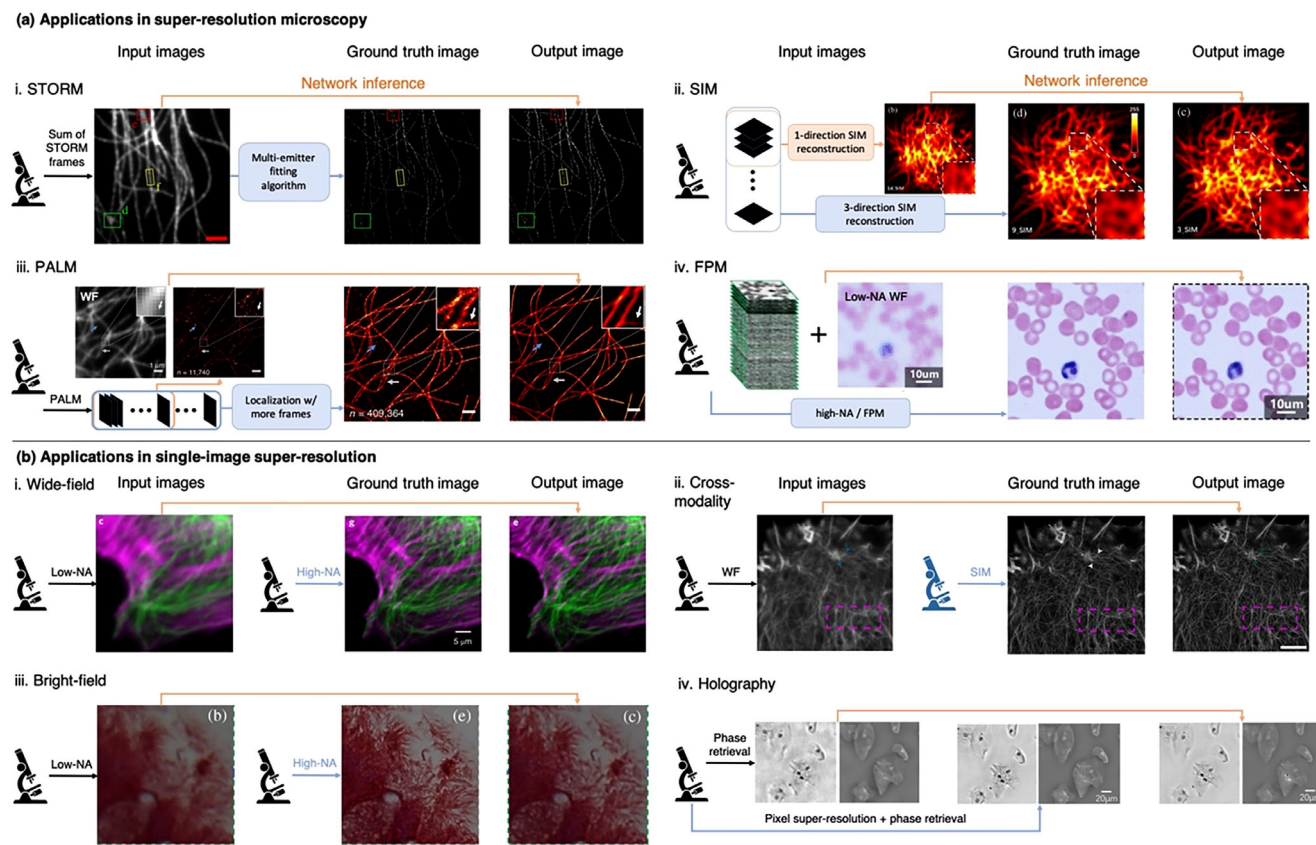 (a) Applications in super-resolution microscopy
Input images
Ground truth image
Output image
Network inference
i. STORM
Sum of
STORM
frames
Multi-emitter
fitting
algorithm
f
d
Input images
Ground truth image
Output image
Network inference
ii. SIM
1-direction SIM
reconstruction
(b)
3-direction SIM
reconstruction
(d)
255
0
9_SIM
(c)
3_SIM
iii. PALM
WF
1 μm
n = 11,740
PALM
Localization w/
more frames
n = 409,364
iv. FPM
+
Low-NA WF
10um
high-NA / FPM
10um
(b) Applications in single-image super-resolution
i. Wide-field
Input images
Ground truth image
Output image
Low-NA
c
High-NA
g
5 μm
e
ii. Cross-
modality
Input images
Ground truth image
Output image
WF
SIM
iii. Bright-field
Low-NA
(b)
High-NA
(e)
(c)
iv. Holography
Phase
retrieval
20μm
20μm
Pixel super-resolution + phase retrieval